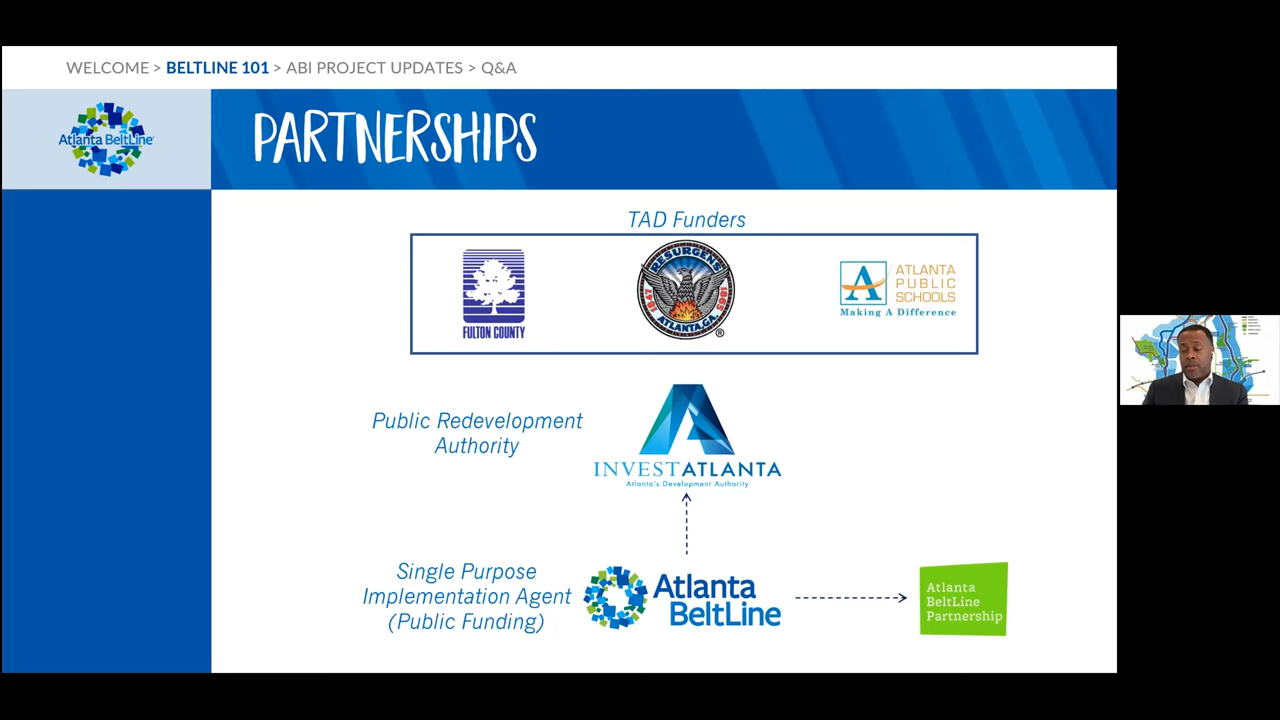 WELCOME > BELTLINE 101 > ABI PROJECT UPDATES > Q&A
Atlanta BeltLine
PARTNERSHIPS
TAD Funders
FULTON COUNTY
RESURGENS
1847 1865
ATLANTA, GA.
®
ATLANTA
PUBLIC
SCHOOLS
Making A Difference
Public Redevelopment
Authority
INVESTATLANTA
Atlanta's Development Authority
Single Purpose
Implementation Agent
(Public Funding)
Atlanta
BeltLine
Atlanta
BeltLine
Partnership